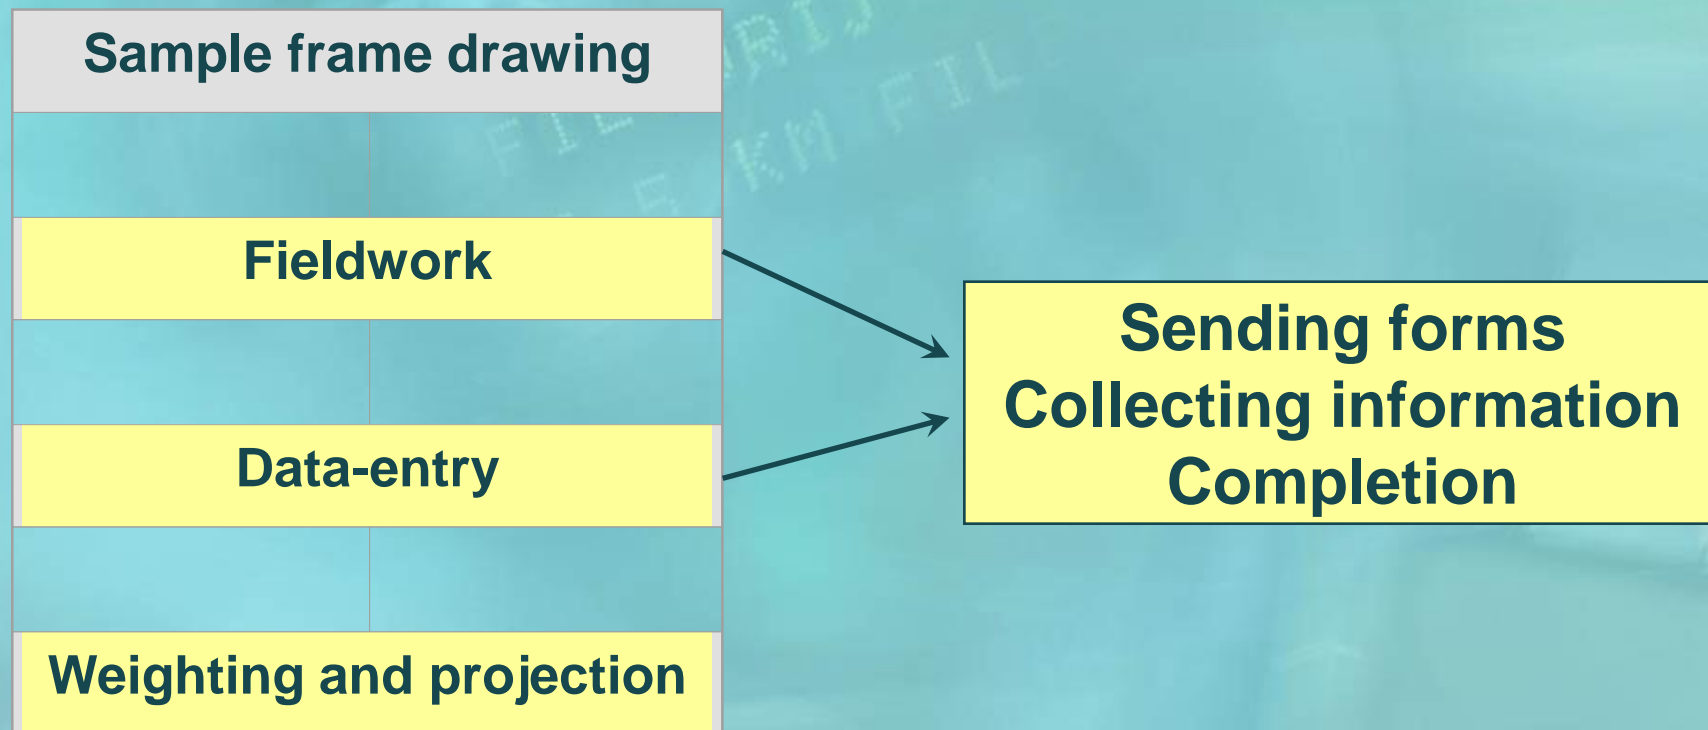 Sample frame drawing
Fieldwork
Data-entry
Weighting and projection
Sending forms
Collecting information
Completion